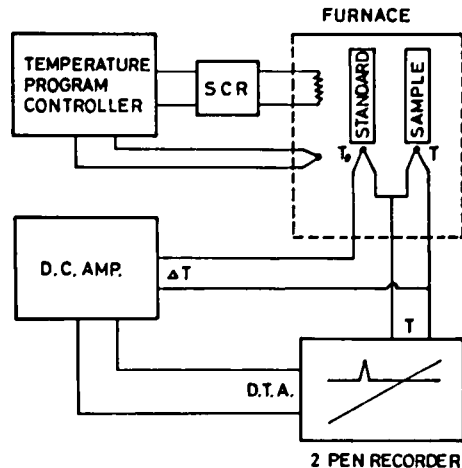 FURNACE
TEMPERATURE
PROGRAM
CONTROLLER
SCR
STANDARD
SAMPLE
T₀
T
D.C. AMP.
ΔT
T
D.T.A.
2 PEN RECORDER